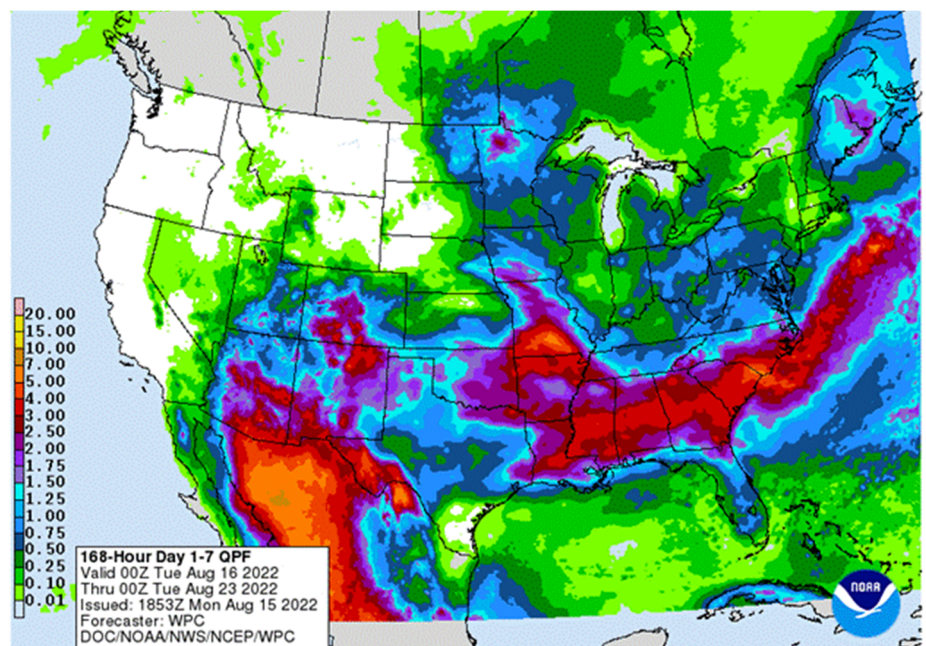 20.00
15.00
10.00
7.00
5.00
4.00
3.00
2.50
2.00
1.75
1.50
1.25
1.00
0.75
0.50
0.25
0.10
0.01
168-Hour Day 1-7 QPF
Valid 00Z Tue Aug 16 2022
Thru 00Z Tue Aug 23 2022
Issued: 1853Z Mon Aug 15 2022
Forecaster: WPC
DOC/NOAA/NWS/NCEP/WPC
NOAA